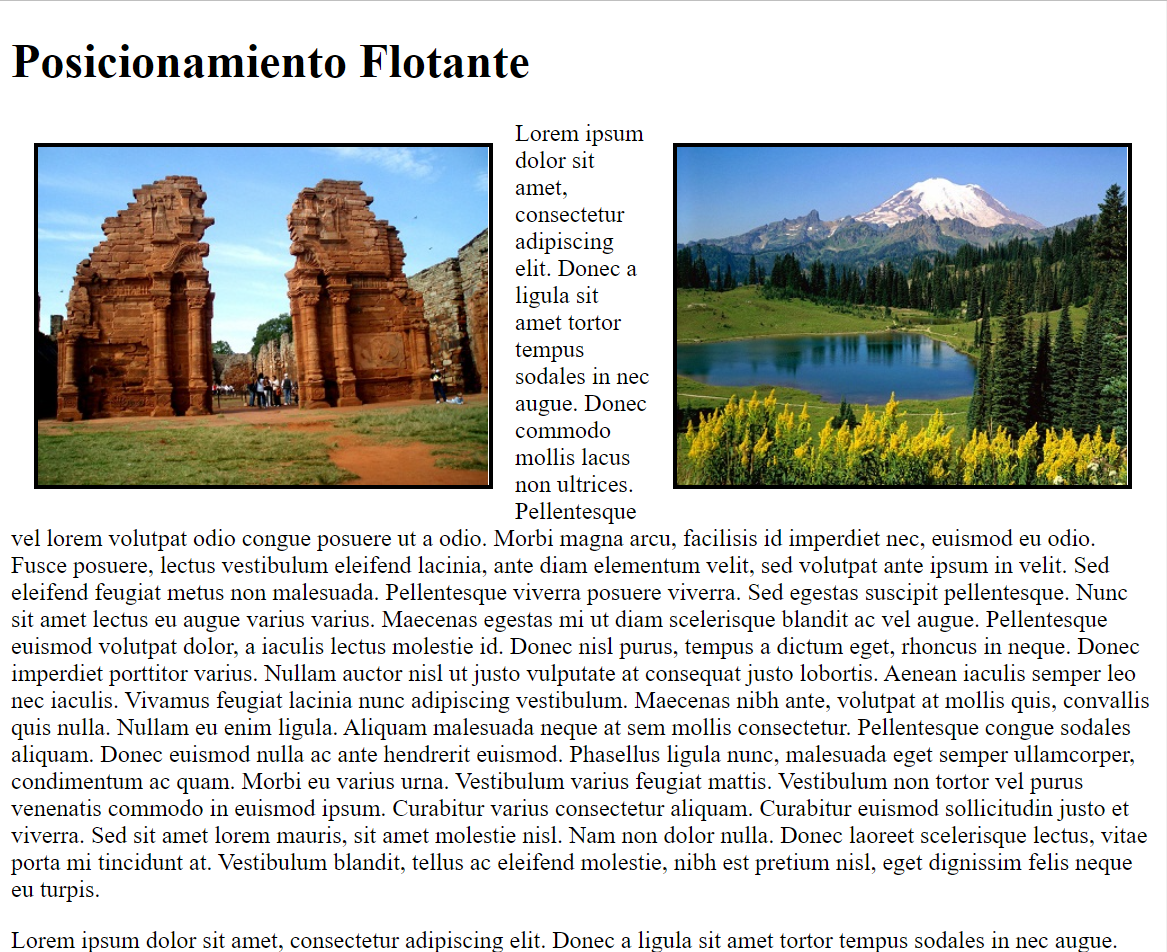 Posicionamiento Flotante
Lorem ipsum
dolor sit
amet,
consectetur
adipiscing
elit. Donec a
ligula sit
amet tortor
tempus
sodales in nec
augue. Donec
commodo
mollis lacus
non ultrices.
Pellentesque
vel lorem volutpat odio congue posuere ut a odio. Morbi magna arcu, facilisis id imperdiet nec, euismod eu odio.
Fusce posuere, lectus vestibulum eleifend lacinia, ante diam elementum velit, sed volutpat ante ipsum in velit. Sed
eleifend feugiat metus non malesuada. Pellentesque viverra posuere viverra. Sed egestas suscipit pellentesque. Nunc
sit amet lectus eu augue varius varius. Maecenas egestas mi ut diam scelerisque blandit ac vel augue. Pellentesque
euismod volutpat dolor, a iaculis lectus molestie id. Donec nisl purus, tempus a dictum eget, rhoncus in neque. Donec
imperdiet porttitor varius. Nullam auctor nisl ut justo vulputate at consequat justo lobortis. Aenean iaculis semper leo
nec iaculis. Vivamus feugiat lacinia nunc adipiscing vestibulum. Maecenas nibh ante, volutpat at mollis quis, convallis
quis nulla. Nullam eu enim ligula. Aliquam malesuada neque at sem mollis consectetur. Pellentesque congue sodales
aliquam. Donec euismod nulla ac ante hendrerit euismod. Phasellus ligula nunc, malesuada eget semper ullamcorper,
condimentum ac quam. Morbi eu varius urna. Vestibulum varius feugiat mattis. Vestibulum non tortor vel purus
venenatis commodo in euismod ipsum. Curabitur varius consectetur aliquam. Curabitur euismod sollicitudin justo et
viverra. Sed sit amet lorem mauris, sit amet molestie nisl. Nam non dolor nulla. Donec laoreet scelerisque lectus, vitae
porta mi tincidunt at. Vestibulum blandit, tellus ac eleifend molestie, nibh est pretium nisl, eget dignissim felis neque
eu turpis.
Lorem ipsum dolor sit amet, consectetur adipiscing elit. Donec a ligula sit amet tortor tempus sodales in nec augue.